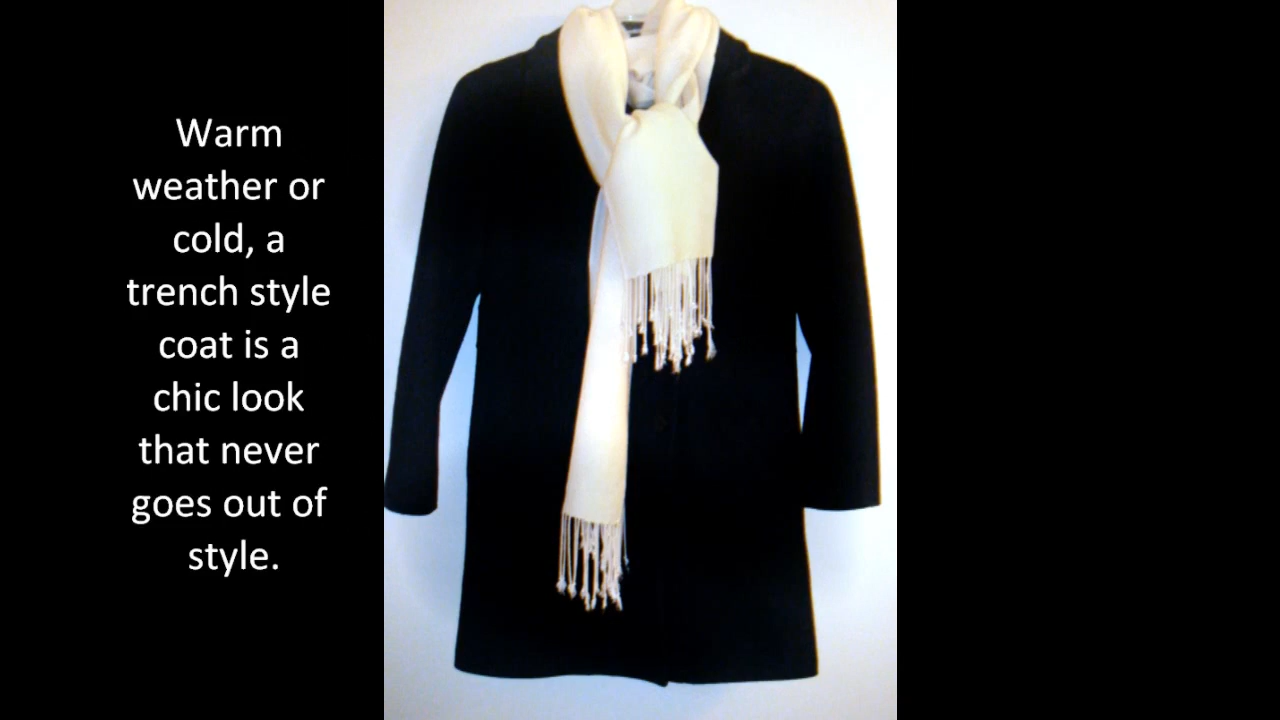 Warm
weather or
cold, a
trench style
coat is a
chic look
that never
goes out of
style.